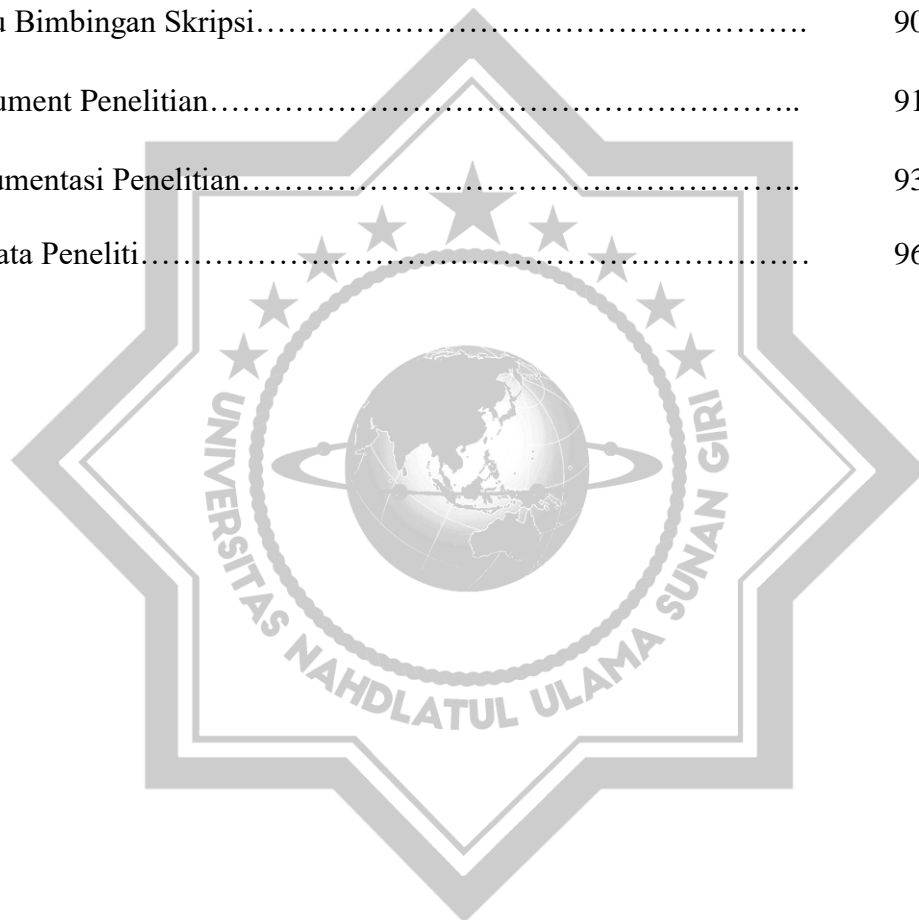 u Bimbingan Skripsi…………………………………………….	90
ument Penelitian………………………………………………..	91
umentasi Penelitian……………………………………………..	93
ata Peneliti………………………………………………………	96
UNIVERSITAS NAHDLATUL ULAMA SUNAN GIRI